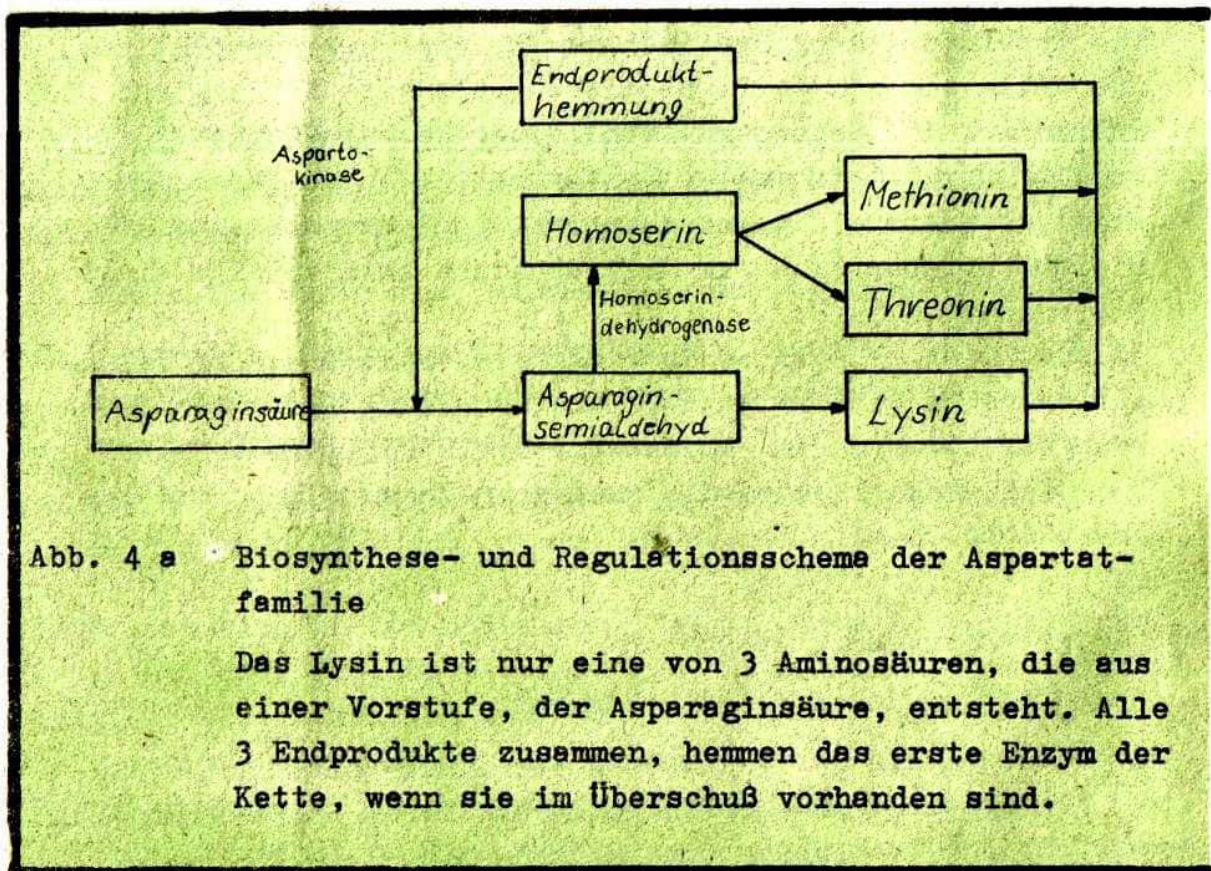 Endprodukt-
hemmung
Asparto-
kinase
Homoserin
Methionin
Homoserin-
dehydrogenase
Threonin
Asparaginsäure
Asparagin-
semialdehyd
Lysin
Abb. 4 a Biosynthese- und Regulationsschema der Aspartat-
familie
Das Lysin ist nur eine von 3 Aminosäuren, die aus
einer Vorstufe, der Asparaginsäure, entsteht. Alle
3 Endprodukte zusammen, hemmen das erste Enzym der
Kette, wenn sie im Überschuß vorhanden sind.